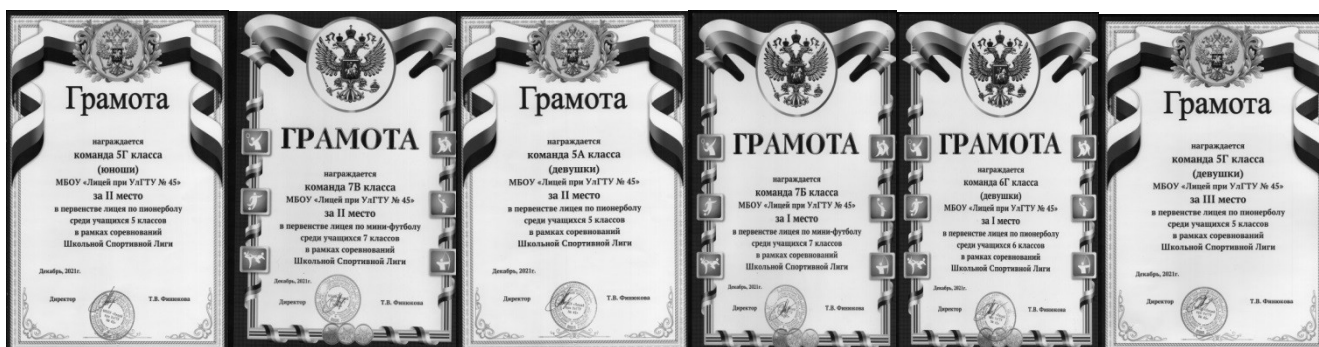 Грамота
награждается
команда 5Г класса
(юноши)
МБОУ «Лицей при УлГТУ № 45»
за II место
в первенстве лицея по пионерболу
среди учащихся 5 классов
в рамках соревнований
Школьной Спортивной Лиги
Декабрь, 2021г.
Директор Т.В. Финюкова
ГРАМОТА
награждается
команда 7В класса
МБОУ «Лицей при УлГТУ № 45»
за II место
в первенстве лицея по мини-футболу
среди учащихся 7 классов
в рамках соревнований
Школьной Спортивной Лиги
Декабрь, 2021г.
Директор Т.В. Финюкова
Грамота
награждается
команда 5А класса
(девушки)
МБОУ «Лицей при УлГТУ № 45»
за II место
в первенстве лицея по пионерболу
среди учащихся 5 классов
в рамках соревнований
Школьной Спортивной Лиги
Декабрь, 2021г.
Директор Т.В. Финюкова
ГРАМОТА
награждается
команда 7Б класса
МБОУ «Лицей при УлГТУ № 45»
за I место
в первенстве лицея по мини-футболу
среди учащихся 7 классов
в рамках соревнований
Школьной Спортивной Лиги
Декабрь, 2021г.
Директор Т.В. Финюкова
ГРАМОТА
награждается
команда 6Г класса
(девушки)
МБОУ «Лицей при УлГТУ № 45»
за I место
в первенстве лицея по пионерболу
среди учащихся 6 классов
в рамках соревнований
Школьной Спортивной Лиги
Декабрь, 2021г.
Директор Т.В. Финюкова
Грамота
награждается
команда 5Г класса
(девушки)
МБОУ «Лицей при УлГТУ № 45»
за III место
в первенстве лицея по пионерболу
среди учащихся 5 классов
в рамках соревнований
Школьной Спортивной Лиги
Декабрь, 2021г.
Директор Т.В. Финюкова